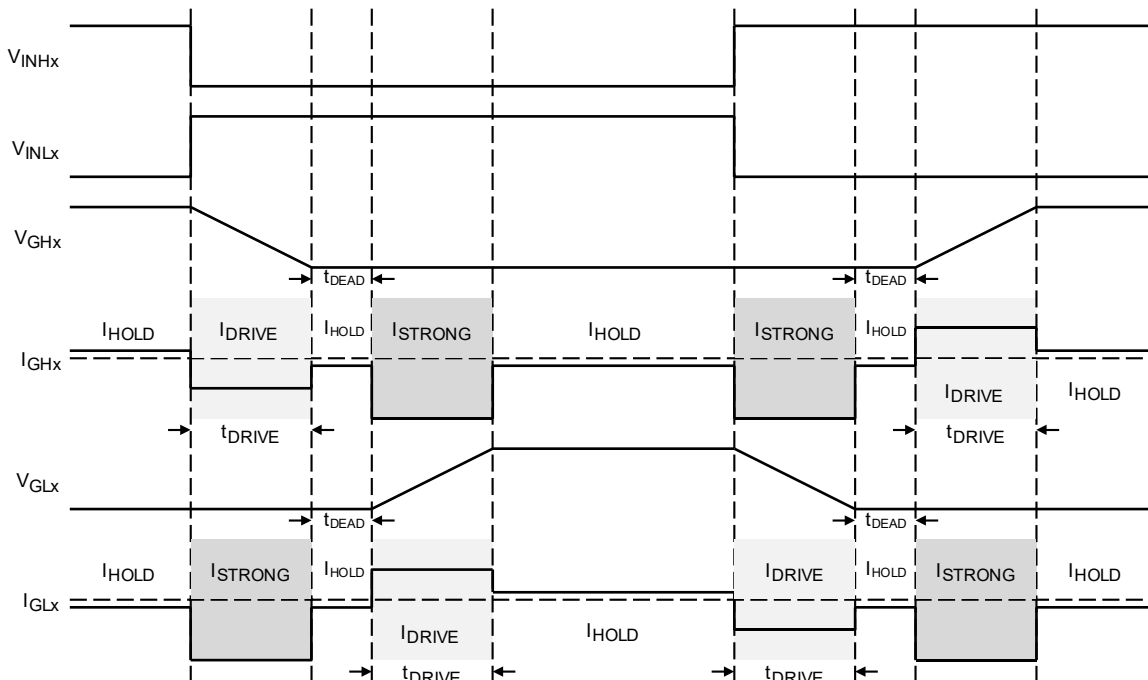 VINHx
VINLx
VGHx
tDEAD tDEAD
IHOLD IDRIVE IHOLD ISTRONG IHOLD ISTRONG IHOLD
IGHx
IDRIVE IHOLD
tDRIVE tDRIVE
VGLx
tDEAD tDEAD
IHOLD ISTRONG IHOLD IDRIVE IHOLD ISTRONG IHOLD
IGLx
IDRIVE IHOLD
tDRIVE tDRIVE